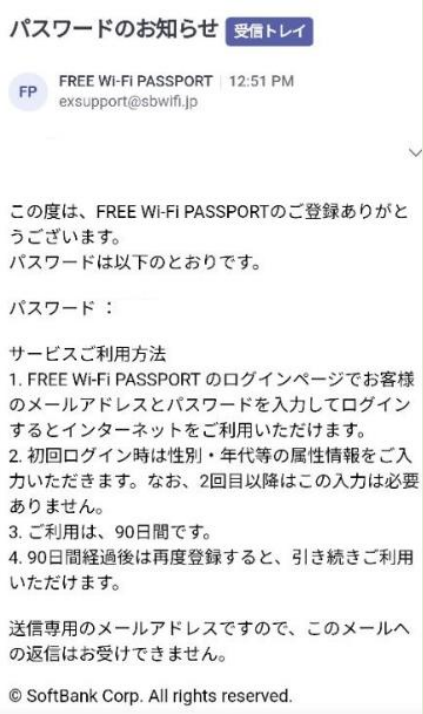 パスワードのお知らせ 受信トレイ
FP
FREE Wi-Fi PASSPORT | 12:51 PM
exsupport@sbwifi.jp
この度は、FREE Wi-Fi PASSPORTのご登録ありがと
うございます。
パスワードは以下のとおりです。
パスワード ：
サービスご利用方法
1. FREE Wi-Fi PASSPORT のログインページでお客様
のメールアドレスとパスワードを入力してログイン
するとインターネットをご利用いただけます。
2. 初回ログイン時は性別・年代等の属性情報をご入
力いただきます。なお、2回目以降はこの入力は必要
ありません。
3. ご利用は、90日間です。
4. 90日間経過後は再度登録すると、引き続きご利用
いただけます。
送信専用のメールアドレスですので、このメールへ
の返信はお受けできません。
© SoftBank Corp. All rights reserved.